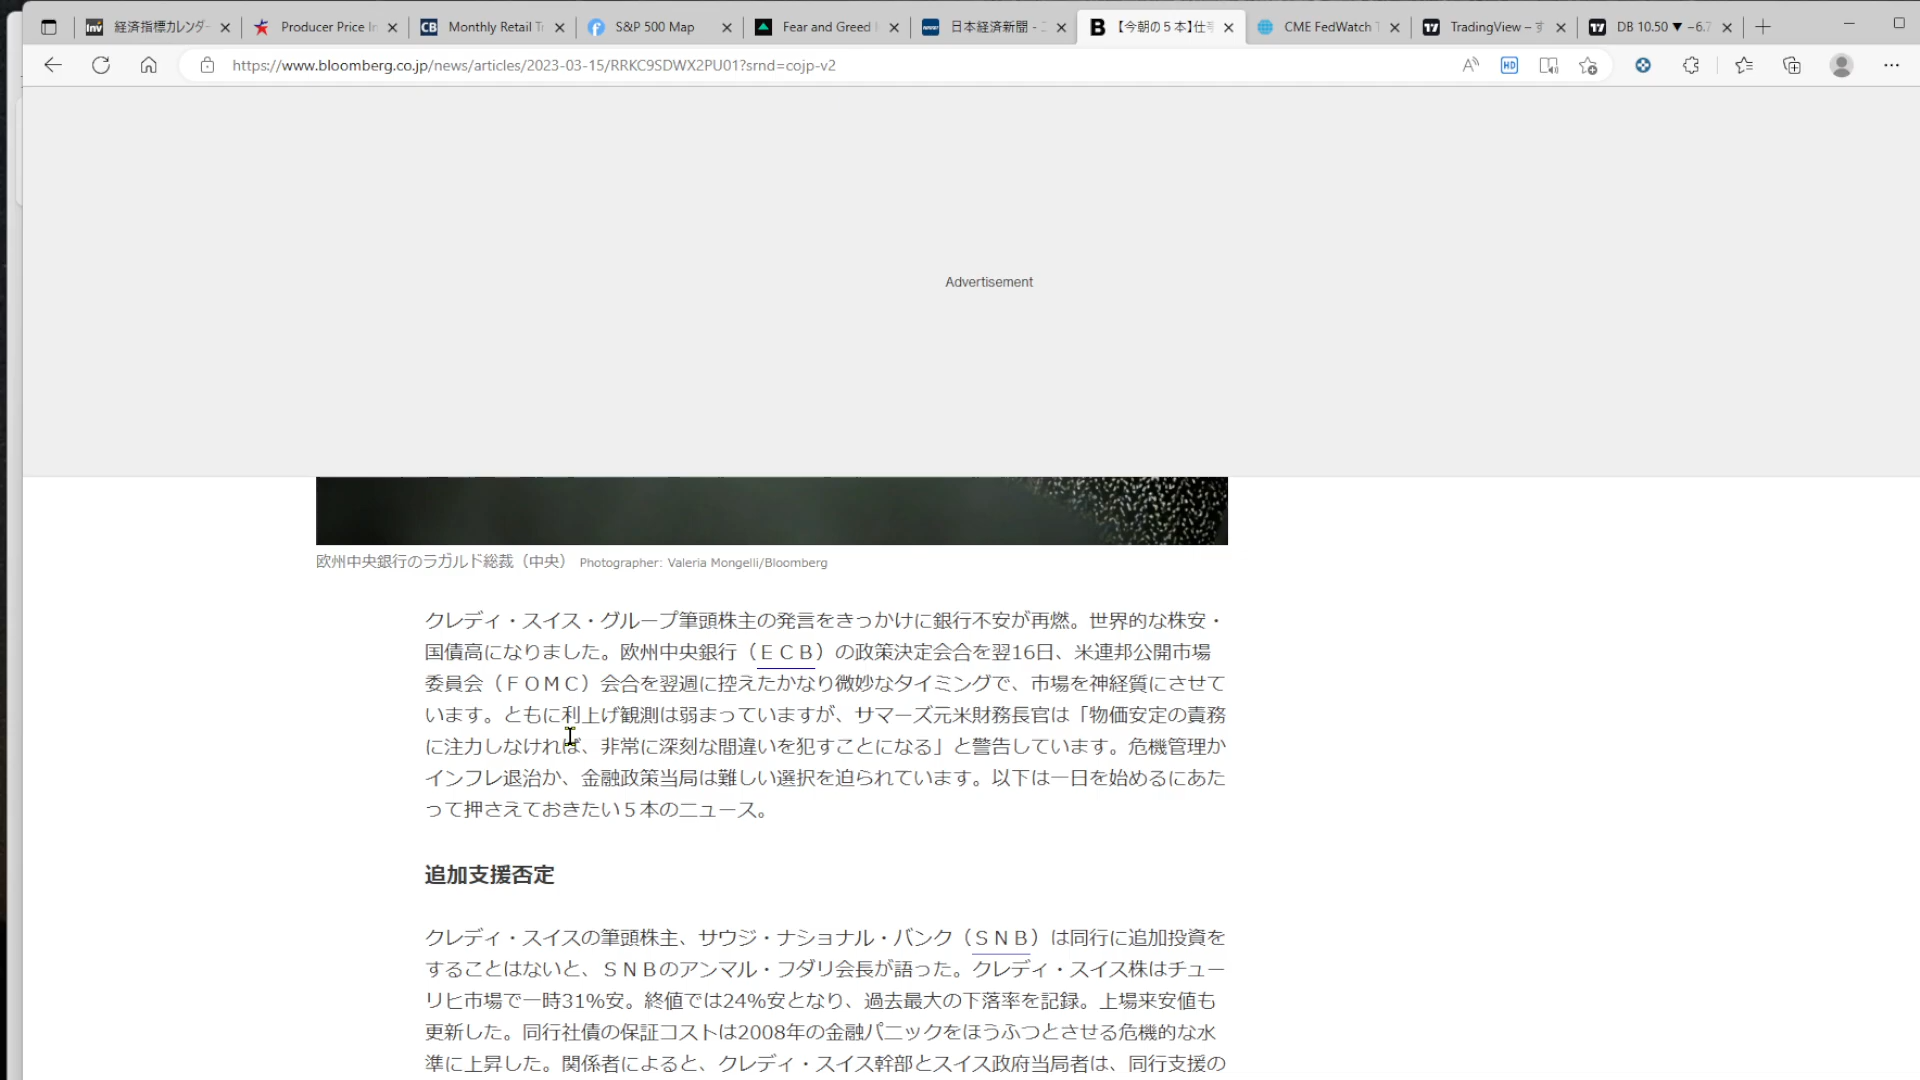 経済指標カレンダー
Producer Price In
Monthly Retail Tr
S&P 500 Map
Fear and Greed I
日本経済新聞 - ニ
【今朝の５本】仕事
CME FedWatch T
TradingView – す
DB 10.50 ▼ −6.7
https://www.bloomberg.co.jp/news/articles/2023-03-15/RRKC9SDWX2PU01?srnd=cojp-v2
Advertisement
欧州中央銀行のラガルド総裁（中央） Photographer: Valeria Mongelli/Bloomberg
クレディ・スイス・グループ筆頭株主の発言をきっかけに銀行不安が再燃。世界的な株安・
国債高になりました。欧州中央銀行（ＥＣＢ）の政策決定会合を翌16日、米連邦公開市場
委員会（ＦＯＭＣ）会合を翌週に控えたかなり微妙なタイミングで、市場を神経質にさせて
います。ともに利上げ観測は弱まっていますが、サマーズ元米財務長官は「物価安定の責務
に注力しなければ、非常に深刻な間違いを犯すことになる」と警告しています。危機管理か
インフレ退治か、金融政策当局は難しい選択を迫られています。以下は一日を始めるにあた
って押さえておきたい５本のニュース。
追加支援否定
クレディ・スイスの筆頭株主、サウジ・ナショナル・バンク（ＳＮＢ）は同行に追加投資を
することはないと、ＳＮＢのアンマル・フダリ会長が語った。クレディ・スイス株はチュー
リヒ市場で一時31%安。終値では24%安となり、過去最大の下落率を記録。上場来安値も
更新した。同行社債の保証コストは2008年の金融パニックをほうふつとさせる危機的な水
準に上昇した。関係者によると、クレディ・スイス幹部とスイス政府当局者は、同行支援の